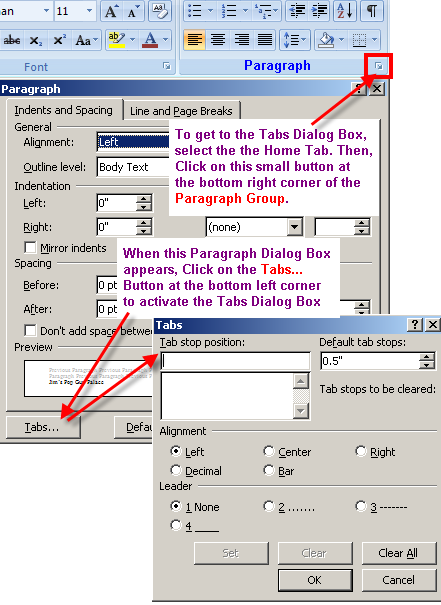 11
A A
abc x₂ x² Aa ab A
Font
Paragraph
Paragraph
Indents and Spacing
Line and Page Breaks
General
Alignment: Left
Outline level: Body Text
Indentation
Left: 0"
Right: 0" (none)
Mirror indents
To get to the Tabs Dialog Box,
select the the Home Tab. Then,
Click on this small button at
the bottom right corner of the
Paragraph Group.
Spacing
Before: 0 pt
After: 0 pt
Don't add space between
When this Paragraph Dialog Box
appears, Click on the Tabs...
Button at the bottom left corner
to activate the Tabs Dialog Box
Preview
Jim's Pop Gun Palace
Tabs...
Defau
Tabs
Tab stop position:
Default tab stops:
0.5"
Tab stops to be cleared:
Alignment
Left Center Right
Decimal Bar
Leader
1 None 2 ....... 3 -------
4 ____
Set Clear Clear All
OK Cancel